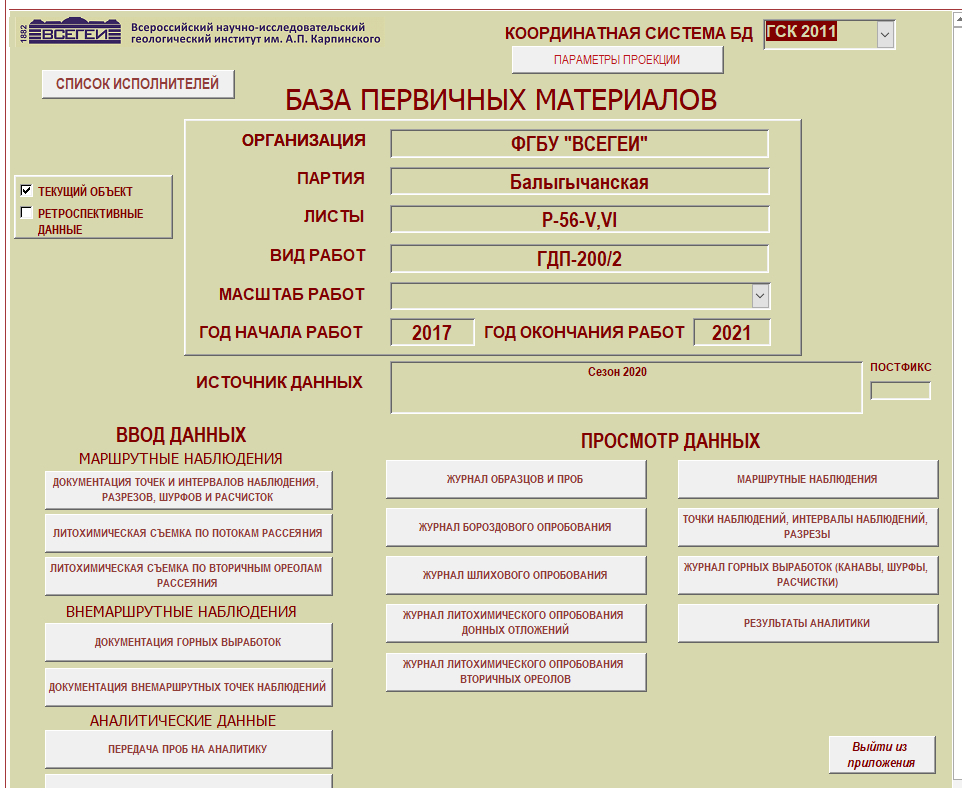 1882
ВСЕГЕИ
Всероссийский научно-исследовательский
геологический институт им. А.П. Карпинского
КООРДИНАТНАЯ СИСТЕМА БД
ГСК 2011
ПАРАМЕТРЫ ПРОЕКЦИИ
СПИСОК ИСПОЛНИТЕЛЕЙ
БАЗА ПЕРВИЧНЫХ МАТЕРИАЛОВ
ОРГАНИЗАЦИЯ
ФГБУ "ВСЕГЕИ"
ПАРТИЯ
Балыгычанская
ТЕКУЩИЙ ОБЪЕКТ
РЕТРОСПЕКТИВНЫЕ
ДАННЫЕ
ЛИСТЫ
P-56-V,VI
ВИД РАБОТ
ГДП-200/2
МАСШТАБ РАБОТ
ГОД НАЧАЛА РАБОТ
2017
ГОД ОКОНЧАНИЯ РАБОТ
2021
ИСТОЧНИК ДАННЫХ
Сезон 2020
ПОСТФИКС
ВВОД ДАННЫХ
МАРШРУТНЫЕ НАБЛЮДЕНИЯ
ДОКУМЕНТАЦИЯ ТОЧЕК И ИНТЕРВАЛОВ НАБЛЮДЕНИЯ,
РАЗРЕЗОВ, ШУРФОВ И РАСЧИСТОК
ЛИТОХИМИЧЕСКАЯ СЪЕМКА ПО ПОТОКАМ РАССЕЯНИЯ
ЛИТОХИМИЧЕСКАЯ СЪЕМКА ПО ВТОРИЧНЫМ ОРЕОЛАМ
РАССЕЯНИЯ
ВНЕМАРШРУТНЫЕ НАБЛЮДЕНИЯ
ДОКУМЕНТАЦИЯ ГОРНЫХ ВЫРАБОТОК
ДОКУМЕНТАЦИЯ ВНЕМАРШРУТНЫХ ТОЧЕК НАБЛЮДЕНИЙ
АНАЛИТИЧЕСКИЕ ДАННЫЕ
ПЕРЕДАЧА ПРОБ НА АНАЛИТИКУ
ПРОСМОТР ДАННЫХ
ЖУРНАЛ ОБРАЗЦОВ И ПРОБ
ЖУРНАЛ БОРОЗДОВОГО ОПРОБОВАНИЯ
ЖУРНАЛ ШЛИХОВОГО ОПРОБОВАНИЯ
ЖУРНАЛ ЛИТОХИМИЧЕСКОГО ОПРОБОВАНИЯ
ДОННЫХ ОТЛОЖЕНИЙ
ЖУРНАЛ ЛИТОХИМИЧЕСКОГО ОПРОБОВАНИЯ
ВТОРИЧНЫХ ОРЕОЛОВ
МАРШРУТНЫЕ НАБЛЮДЕНИЯ
ТОЧКИ НАБЛЮДЕНИЙ, ИНТЕРВАЛЫ НАБЛЮДЕНИЙ,
РАЗРЕЗЫ
ЖУРНАЛ ГОРНЫХ ВЫРАБОТОК (КАНАВЫ, ШУРФЫ,
РАСЧИСТКИ)
РЕЗУЛЬТАТЫ АНАЛИТИКИ
Выйти из
приложения